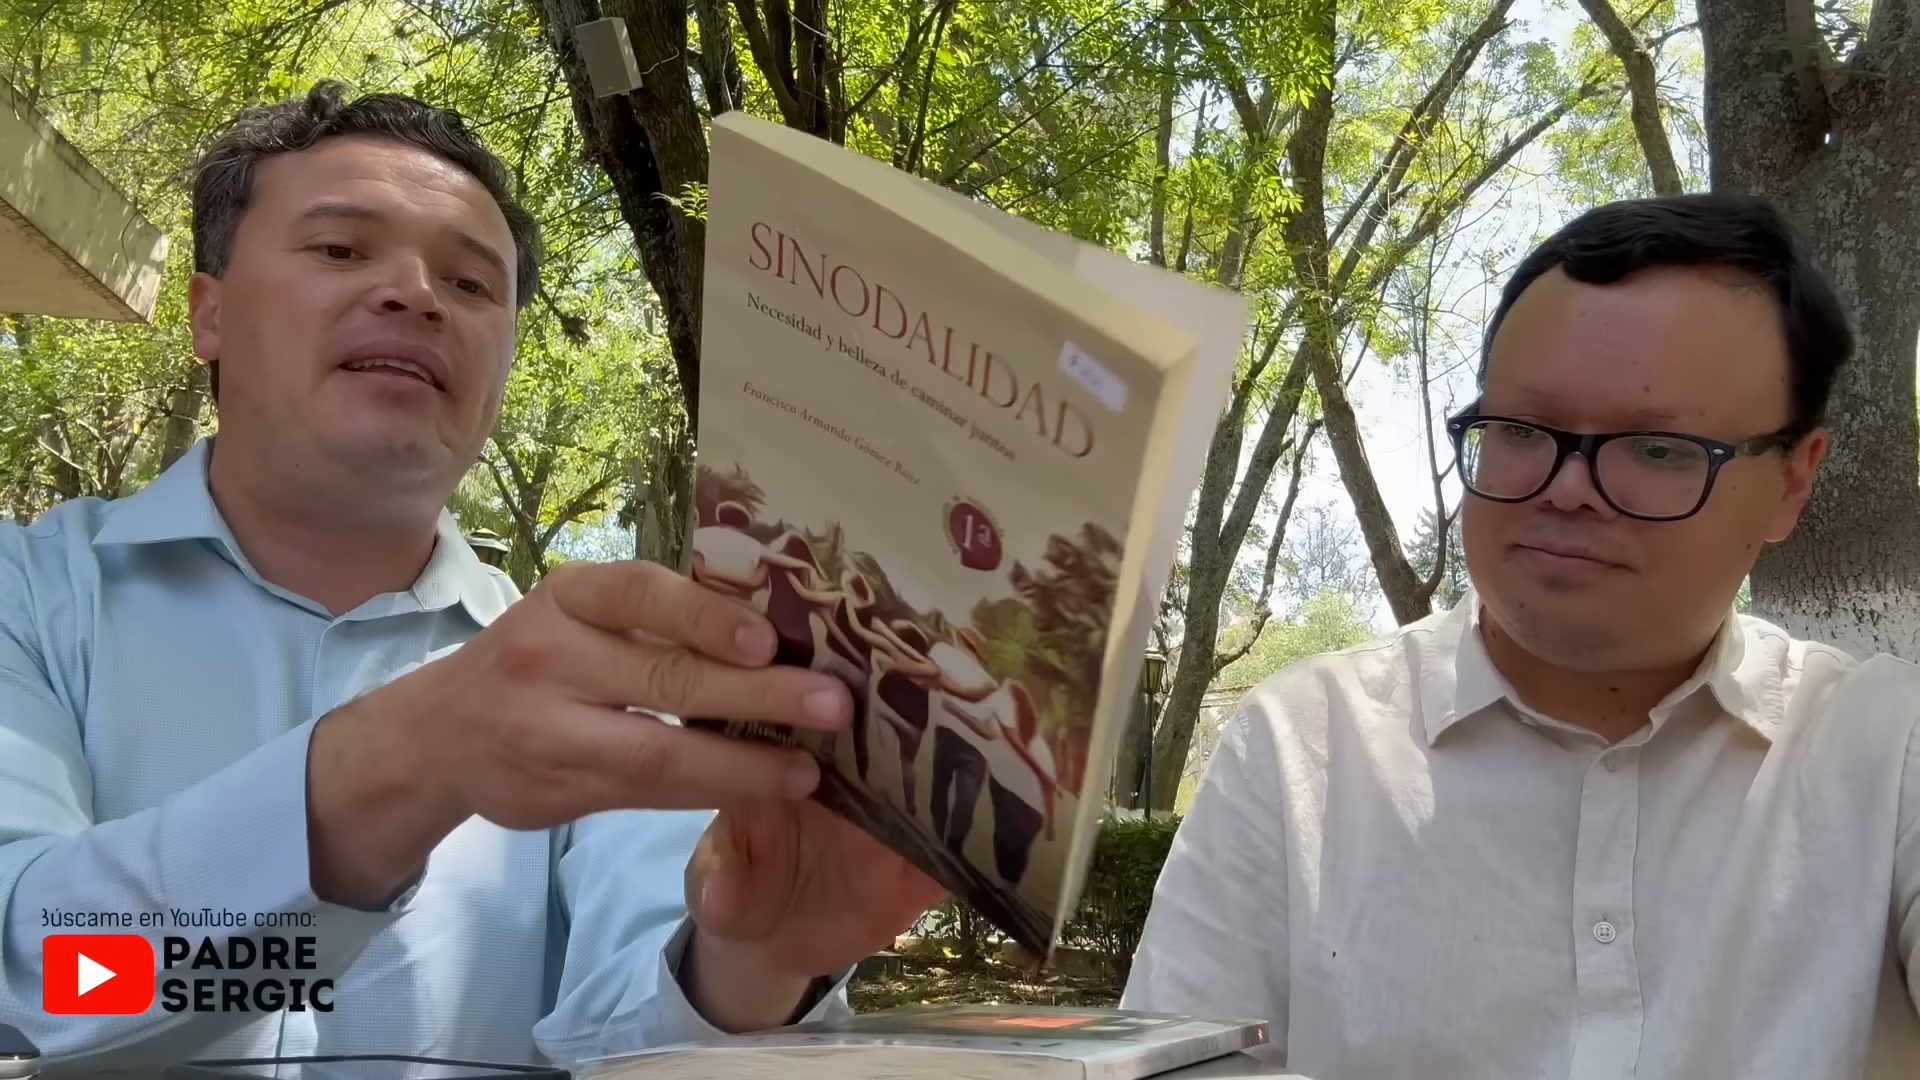 SINODALIDAD
Necesidad y belleza de caminar juntos
Francisco Armando Gómez Ruiz
1a
Búscame en YouTube como:
PADRE
SERGIO